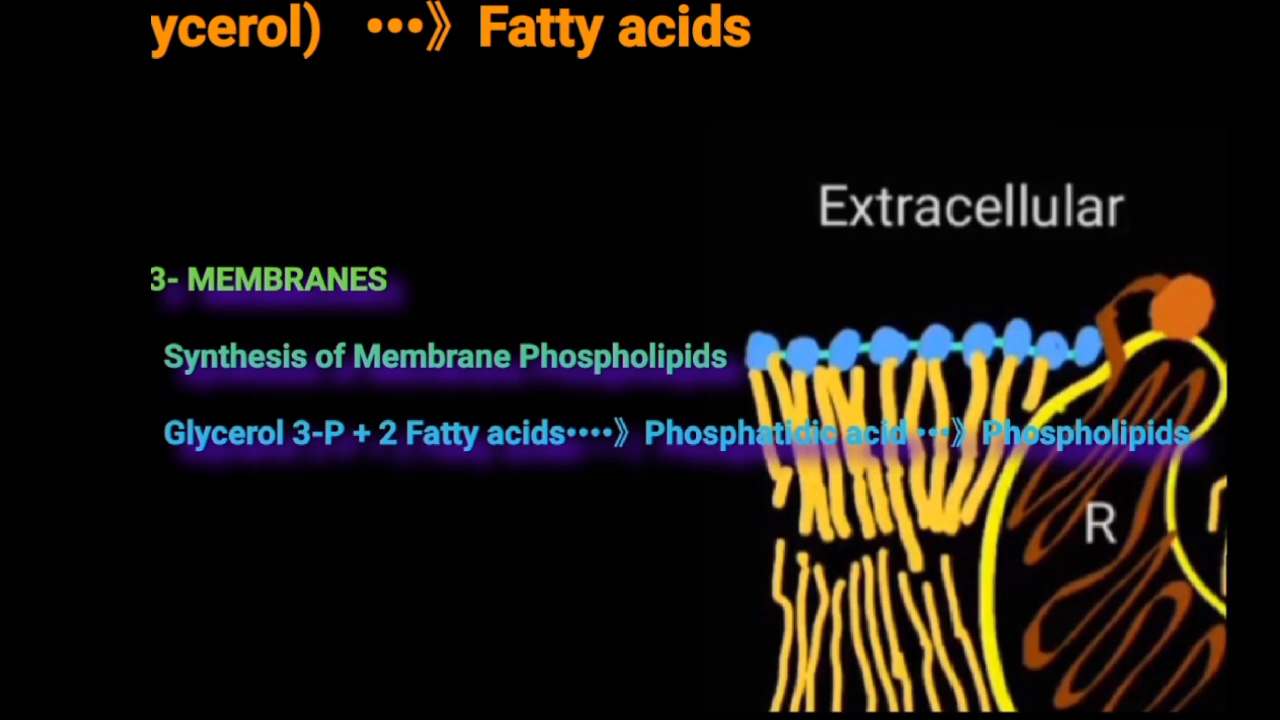 ycerol) •••》Fatty acids
Extracellular
3- MEMBRANES
Synthesis of Membrane Phospholipids
Glycerol 3-P + 2 Fatty acids••••》Phosphatidic acid •••》Phospholipids
R